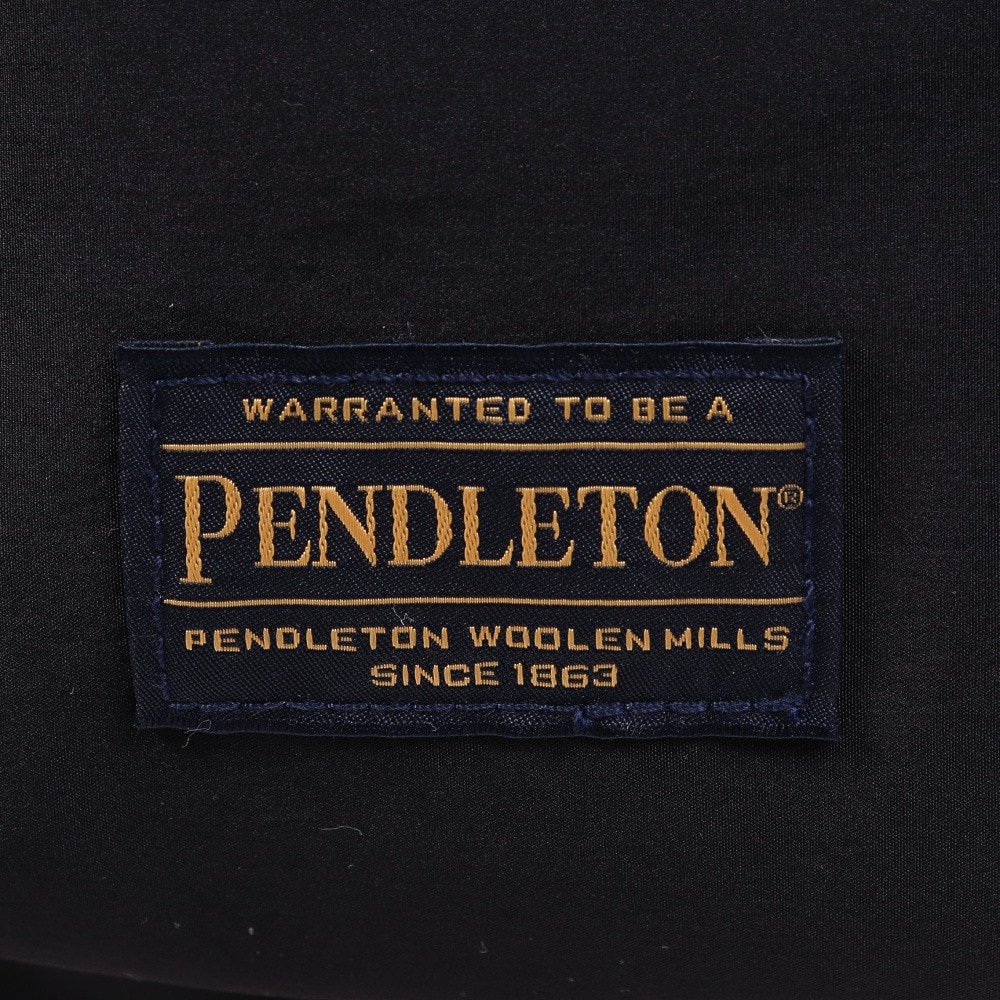 WARRANTED TO BE A
PENDLETON®
PENDLETON WOOLEN MILLS
SINCE 1863